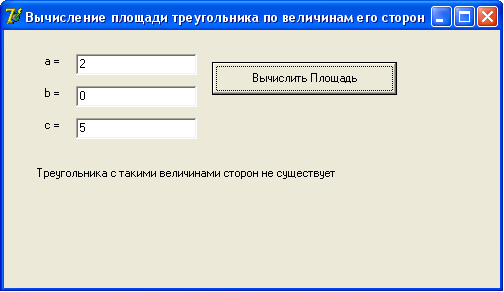 Вычисление площади треугольника по величинам его сторон
a = 2
Вычислить Площадь
b = 0
c = 5
Треугольника с такими величинами сторон не существует